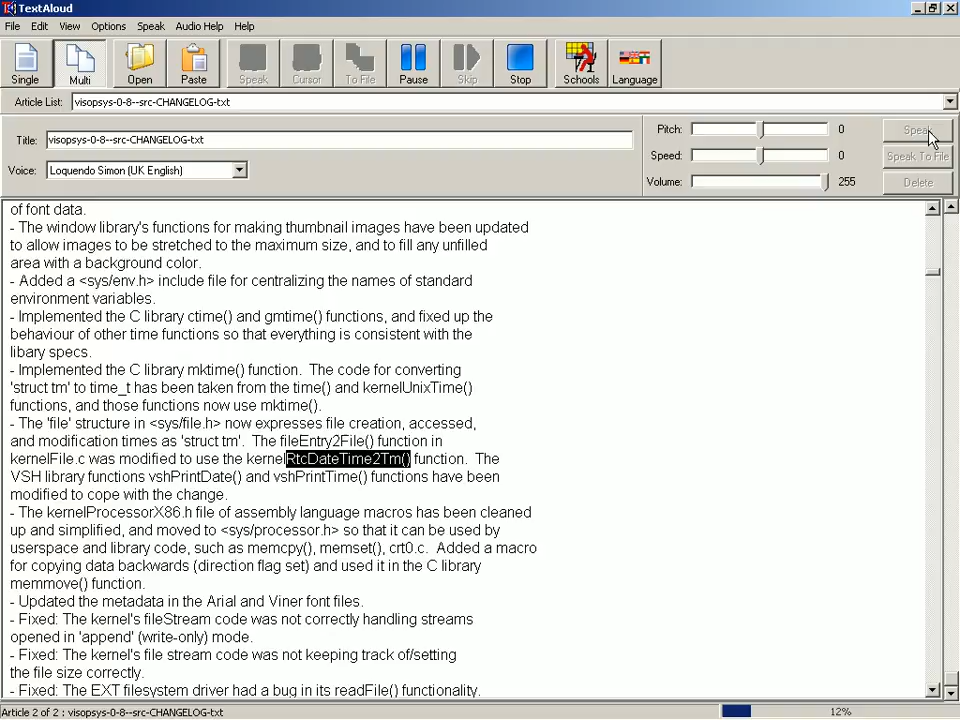 TextAloud
File Edit View Options Speak Audio Help Help
Single Multi Open Paste Speak Cursor To File Pause Skip Stop Schools Language
Article List: visopsys-0-8--src-CHANGELOG-txt
Title: visopsys-0-8--src-CHANGELOG-txt
Voice: Loquendo Simon (UK English)
Pitch: 0 Speak
Speed: 0 Speak To File
Volume: 255 Delete
of font data.
- The window library's functions for making thumbnail images have been updated
to allow images to be stretched to the maximum size, and to fill any unfilled
area with a background color.
- Added a <sys/env.h> include file for centralizing the names of standard
environment variables.
- Implemented the C library ctime() and gmtime() functions, and fixed up the
behaviour of other time functions so that everything is consistent with the
libary specs.
- Implemented the C library mktime() function.  The code for converting
'struct tm' to time_t has been taken from the time() and kernelUnixTime()
functions, and those functions now use mktime().
- The 'file' structure in <sys/file.h> now expresses file creation, accessed,
and modification times as 'struct tm'.  The fileEntry2File() function in
kernelFile.c was modified to use the kernelRtcDateTime2Tm() function.  The
VSH library functions vshPrintDate() and vshPrintTime() functions have been
modified to cope with the change.
- The kernelProcessorX86.h file of assembly language macros has been cleaned
up and simplified, and moved to <sys/processor.h> so that it can be used by
userspace and library code, such as memcpy(), memset(), crt0.c.  Added a macro
for copying data backwards (direction flag set) and used it in the C library
memmove() function.
- Updated the metadata in the Arial and Viner font files.
- Fixed: The kernel's fileStream code was not correctly handling streams
opened in 'append' (write-only) mode.
- Fixed: The kernel's file stream code was not keeping track of/setting
the file size correctly.
- Fixed: The EXT filesystem driver had a bug in its readFile() functionality.
Article 2 of 2 : visopsys-0-8--src-CHANGELOG-txt 12%